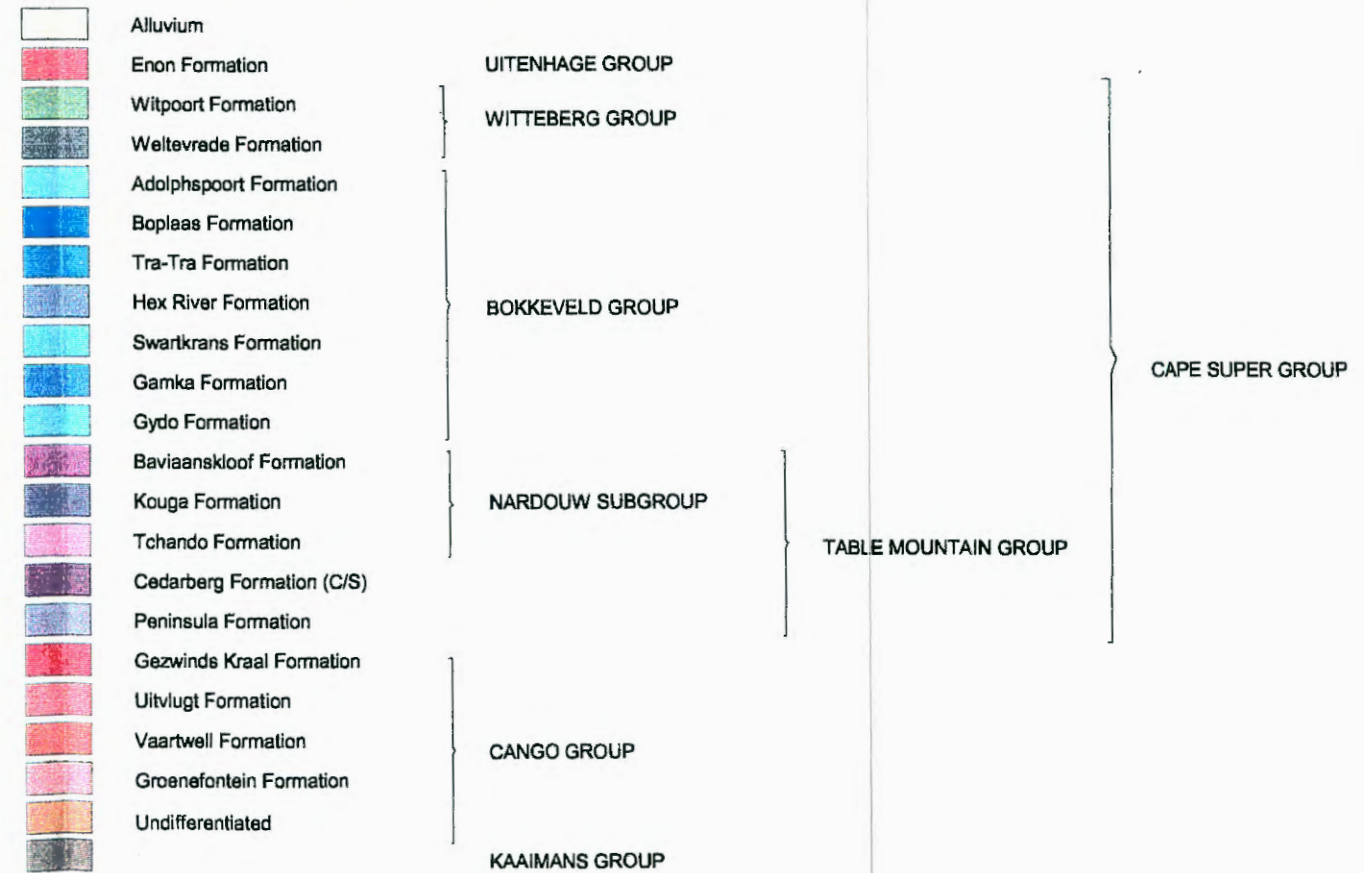 Alluvium
Enon Formation UITENHAGE GROUP
Witpoort Formation
WITTEBERG GROUP
Weltevrede Formation
Adolphspoort Formation
Boplaas Formation
Tra-Tra Formation
Hex River Formation BOKKEVELD GROUP
Swartkrans Formation
CAPE SUPER GROUP
Gamka Formation
Gydo Formation
Baviaanskloof Formation
Kouga Formation NARDOUW SUBGROUP
Tchando Formation TABLE MOUNTAIN GROUP
Cedarberg Formation (C/S)
Peninsula Formation
Gezwinds Kraal Formation
Uitvlugt Formation
Vaartwell Formation CANGO GROUP
Groenefontein Formation
Undifferentiated
KAAIMANS GROUP